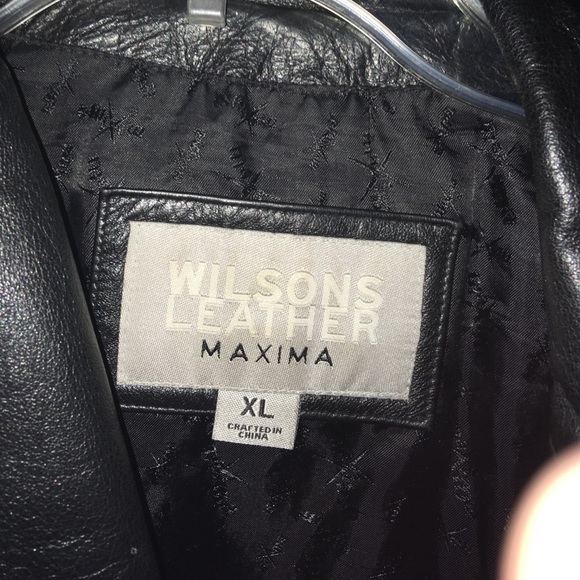 WILSONS
LEATHER
MAXIMA
XL
CRAFTED IN
CHINA